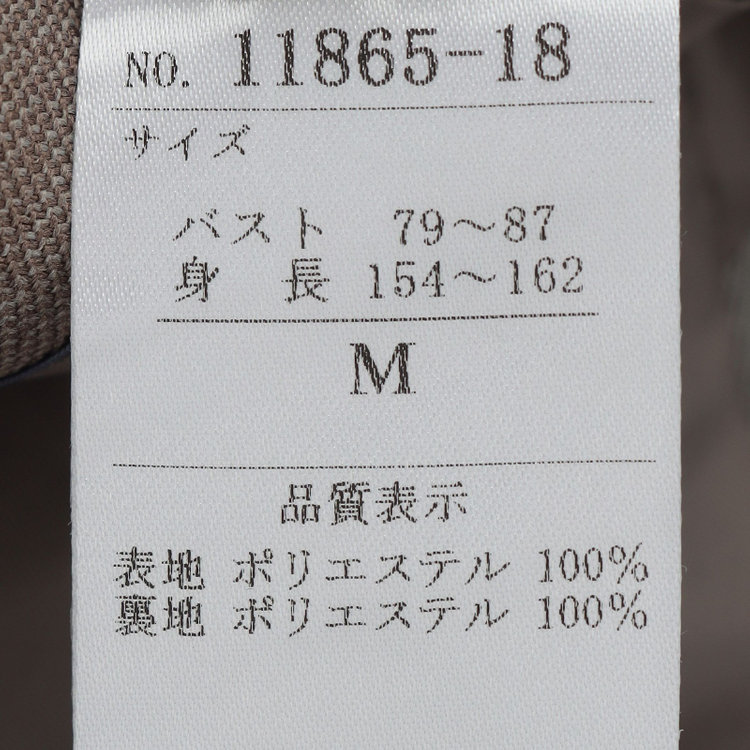 NO. 11865-18
サイズ
バスト 79〜87
身長 154〜162
M
品質表示
表地 ポリエステル 100%
裏地 ポリエステル 100%